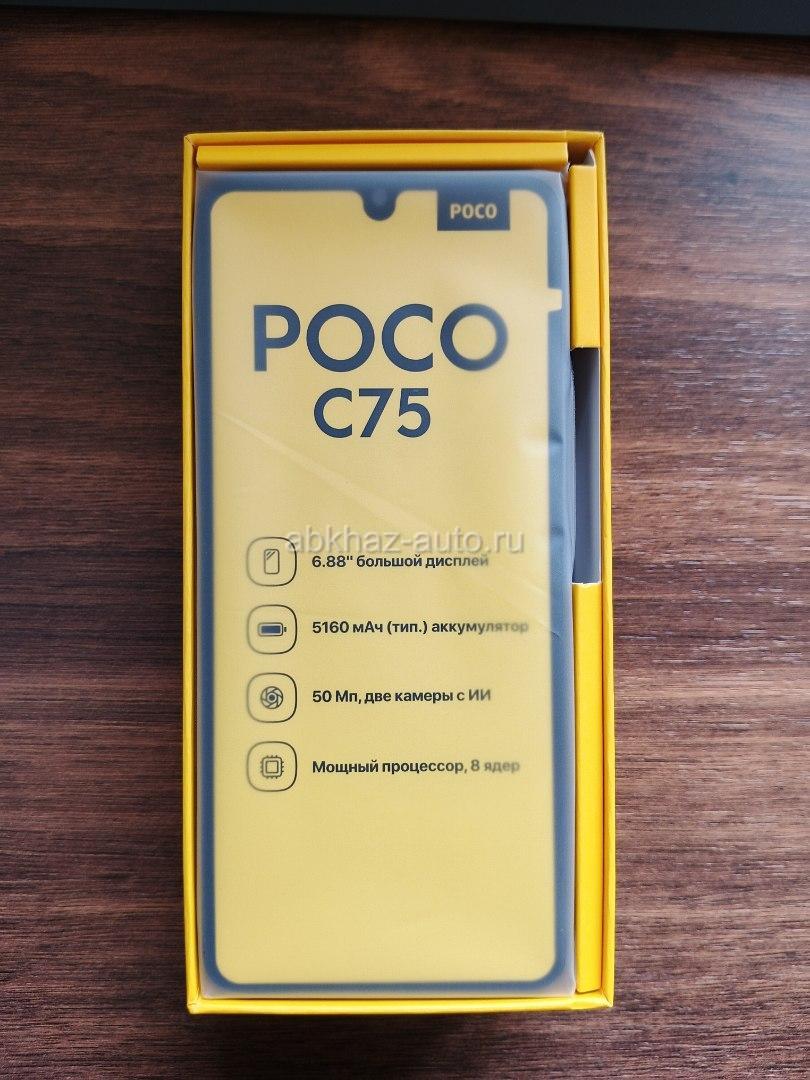 POCO
POCO
C75
abkhaz-auto.ru
6.88" большой дисплей
5160 мАч (тип.) аккумулятор
50 Мп, две камеры с ИИ
Мощный процессор, 8 ядер